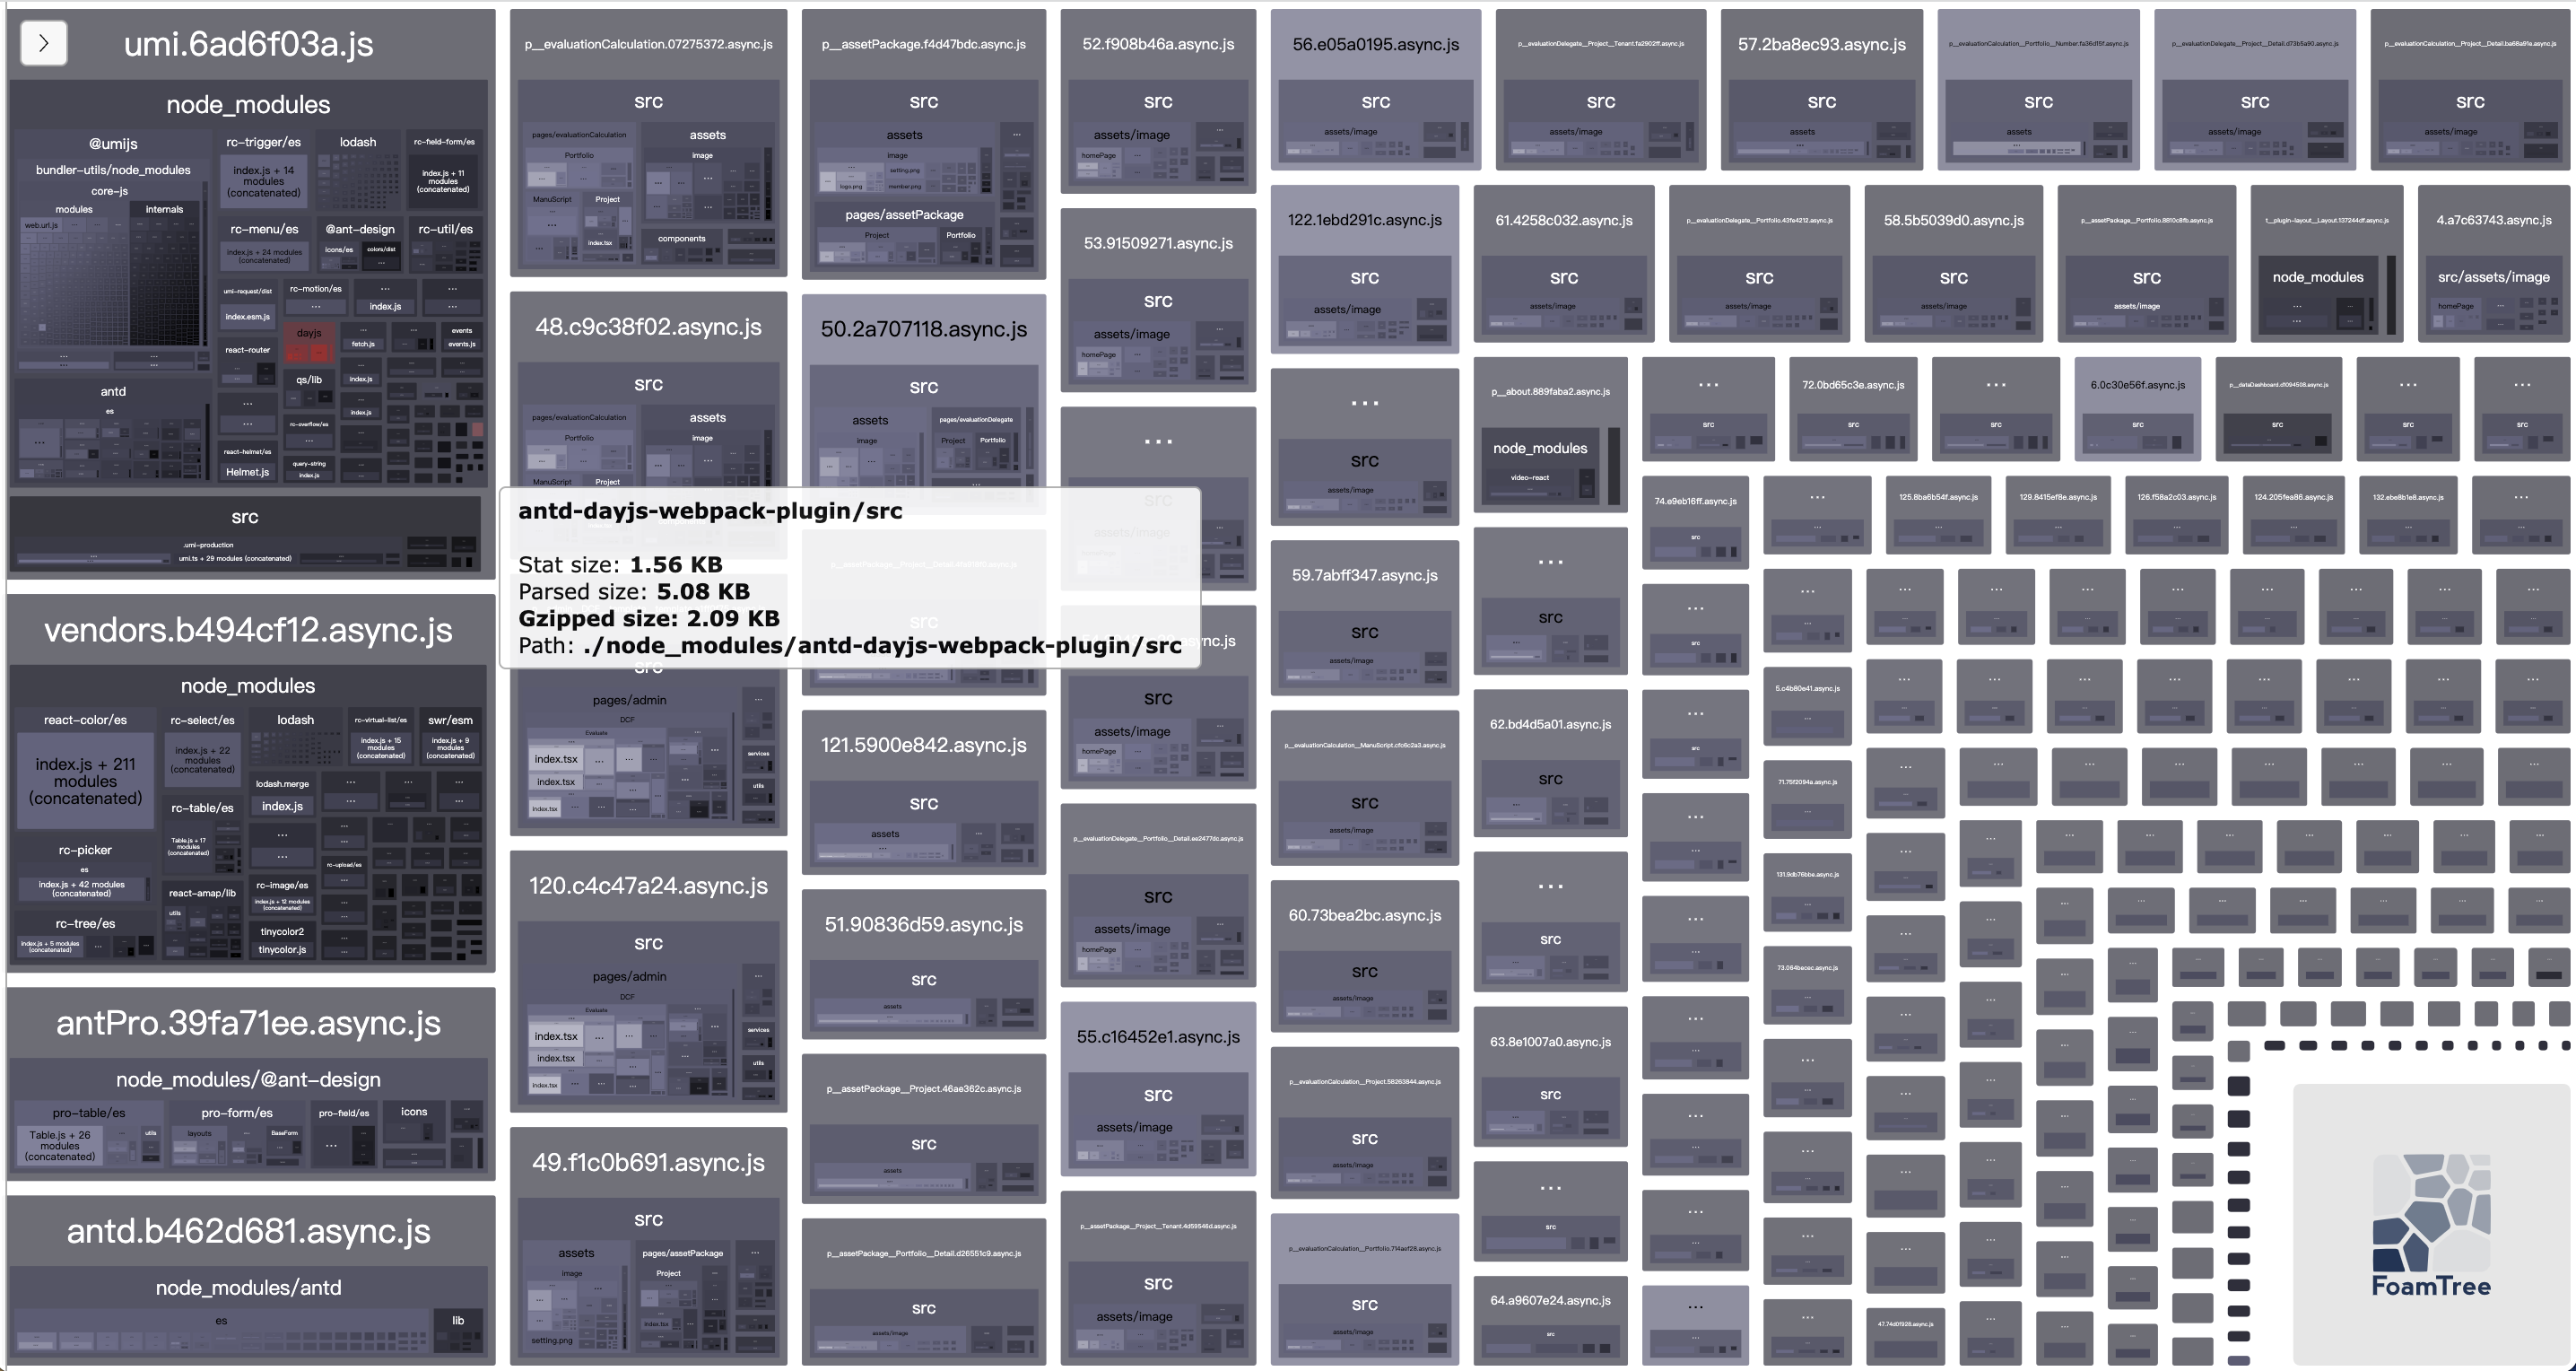 umi.6ad6f03a.js
node_modules
@umijs
bundler-utils/node_modules
core-js
modules
internals
web.url.js
antd
es
rc-trigger/es
index.js + 14
modules
(concatenated)
lodash
rc-field-form/es
index.js + 11
modules
(concatenated)
rc-menu/es
index.js + 24 modules
(concatenated)
@ant-design
icons/es
colors/dist
rc-util/es
umi-request/dist
index.esm.js
rc-motion/es
index.js
dayjs
fetch.js
events
events.js
react-router
qs/lib
index.js
index.js
rc-overflow/es
react-helmet/es
Helmet.js
query-string
index.js
src
.umi-production
umi.ts + 29 modules (concatenated)
vendors.b494cf12.async.js
node_modules
react-color/es
index.js + 211
modules
(concatenated)
rc-select/es
index.js + 22
modules
(concatenated)
lodash
rc-virtual-list/es
index.js + 15
modules
(concatenated)
swr/esm
index.js + 9
modules
(concatenated)
lodash.merge
index.js
rc-table/es
Table.js + 17
modules
(concatenated)
rc-picker
es
index.js + 42 modules
(concatenated)
rc-upload/es
react-amap/lib
utils
rc-image/es
index.js + 12 modules
(concatenated)
rc-tree/es
index.js + 5 modules
(concatenated)
tinycolor2
tinycolor.js
antPro.39fa71ee.async.js
node_modules/@ant-design
pro-table/es
Table.js + 26
modules
(concatenated)
utils
pro-form/es
layouts
BaseForm
pro-field/es
icons
antd.b462d681.async.js
node_modules/antd
es
lib
p__evaluationCalculation.07275372.async.js
src
pages/evaluationCalculation
Portfolio
ManuScript
Project
index.tsx
assets
image
components
48.c9c38f02.async.js
src
pages/evaluationCalculation
Portfolio
ManuScript
Project
assets
image
antd-dayjs-webpack-plugin/src
Stat size: 1.56 KB
Parsed size: 5.08 KB
Gzipped size: 2.09 KB
Path: ./node_modules/antd-dayjs-webpack-plugin/src
src
pages/admin
DCF
Evaluate
index.tsx
index.tsx
index.tsx
services
utils
120.c4c47a24.async.js
src
pages/admin
DCF
Evaluate
index.tsx
index.tsx
index.tsx
services
utils
49.f1c0b691.async.js
src
assets
image
setting.png
pages/assetPackage
Project
index.tsx
p__assetPackage.f4d47bdc.async.js
src
assets
image
logo.png
setting.png
member.png
pages/assetPackage
Project
Portfolio
50.2a707118.async.js
src
assets
image
pages/evaluationDelegate
Project
Portfolio
src
121.5900e842.async.js
src
assets
51.90836d59.async.js
src
assets
p__assetPackage__Project.46ae362c.async.js
src
assets
p__assetPackage__Portfolio__Detail.d26551c9.async.js
src
assets/image
52.f908b46a.async.js
src
assets/image
homePage
53.91509271.async.js
src
assets/image
homePage
src
assets/image
homePage
p__evaluationDelegate__Portfolio__Detail.ee2477dc.async.js
src
assets/image
homePage
55.c16452e1.async.js
src
assets/image
p__assetPackage__Project__Tenant.4d59546d.async.js
src
assets/image
56.e05a0195.async.js
src
assets/image
122.1ebd291c.async.js
src
assets/image
src
assets/image
59.7abff347.async.js
src
assets/image
p__evaluationCalculation__ManuScript.cfc6c2a3.async.js
src
assets/image
60.73bea2bc.async.js
src
assets/image
p__evaluationCalculation__Project.58263844.async.js
src
assets/image
p__evaluationCalculation__Portfolio.714aef28.async.js
src
assets/image
p__evaluationDelegate__Project__Tenant.fa2902ff.async.js
src
assets/image
57.2ba8ec93.async.js
src
assets
p__evaluationCalculation__Portfolio__Number.fa36d15f.async.js
src
assets
p__evaluationDelegate__Project__Detail.d73b5a90.async.js
src
assets/image
p__evaluationCalculation__Project__Detail.ba68a91e.async.js
src
assets/image
61.4258c032.async.js
src
assets/image
p__evaluationDelegate__Portfolio.43fe4212.async.js
src
assets/image
58.5b5039d0.async.js
src
assets/image
p__assetPackage__Portfolio.8810c8fb.async.js
src
assets/image
t__plugin-layout__Layout.137244df.async.js
node_modules
4.a7c63743.async.js
src/assets/image
homePage
p__about.889faba2.async.js
node_modules
video-react
src
72.0bd65c3e.async.js
src
src
6.0c30e56f.async.js
src
p__dataDashboard.d1094508.async.js
src
src
src
74.e9eb16ff.async.js
src
125.8ba6b54f.async.js
129.8415ef8e.async.js
126.f58a2c03.async.js
124.205fea86.async.js
132.ebe8b1e8.async.js
src
src
5.c4b80e41.async.js
62.bd4d5a01.async.js
src
src
71.75f2094a.async.js
131.9db76bbe.async.js
src
73.064becec.async.js
63.8e1007a0.async.js
src
src
64.a9607e24.async.js
src
47.74d01926.async.js
FoamTree